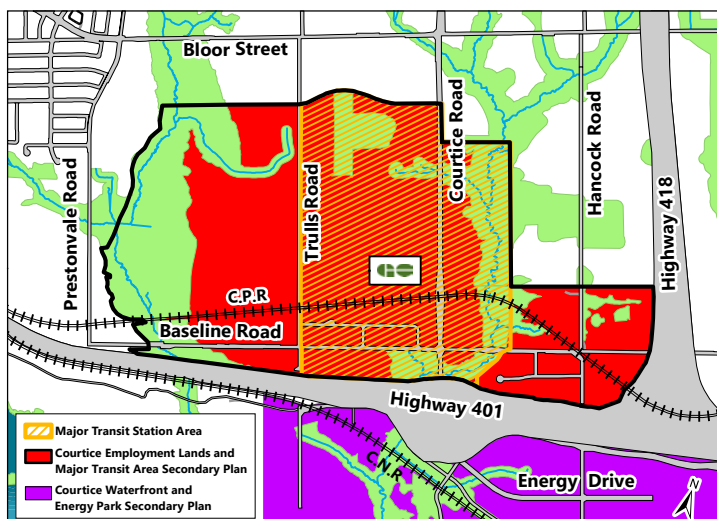 Bloor Street
Prestonvale Road
Trulls Road
Courtice Road
Hancock Road
Highway 418
GO
C.P.R
Baseline Road
Highway 401
C.N.R
Energy Drive
Major Transit Station Area
Courtice Employment Lands and
Major Transit Area Secondary Plan
Courtice Waterfront and
Energy Park Secondary Plan
N